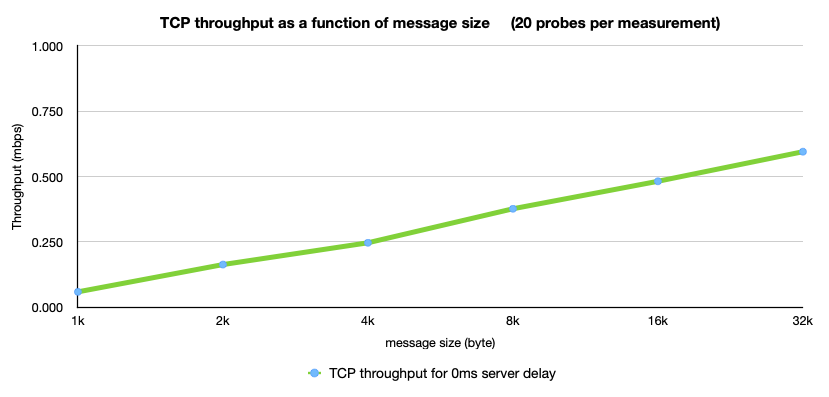 TCP throughput as a function of message size (20 probes per measurement)
1.000
0.750
0.500
0.250
0.000
Throughput (mbps)
1k 2k 4k 8k 16k 32k
message size (byte)
TCP throughput for 0ms server delay